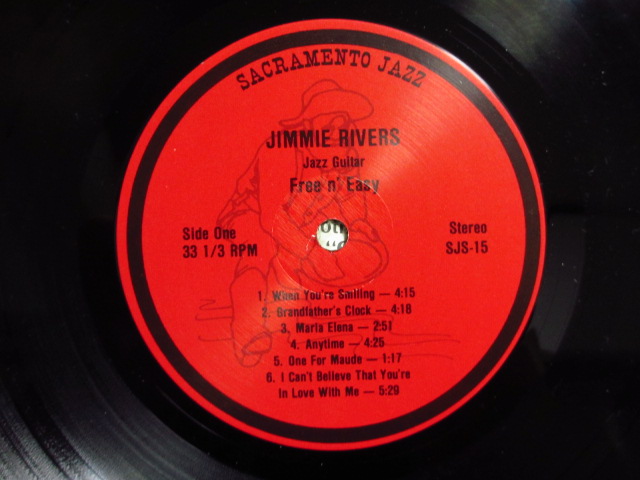 SACRAMENTO JAZZ
JIMMIE RIVERS
Jazz Guitar
Free n' Easy
Side One
33 1/3 RPM
Stereo
SJS-15
1. When You're Smiling — 4:15
2. Grandfather's Clock — 4:18
3. Maria Elena — 2:51
4. Anytime — 4:25
5. One For Maude — 1:17
6. I Can't Believe That You're
In Love With Me — 5:29